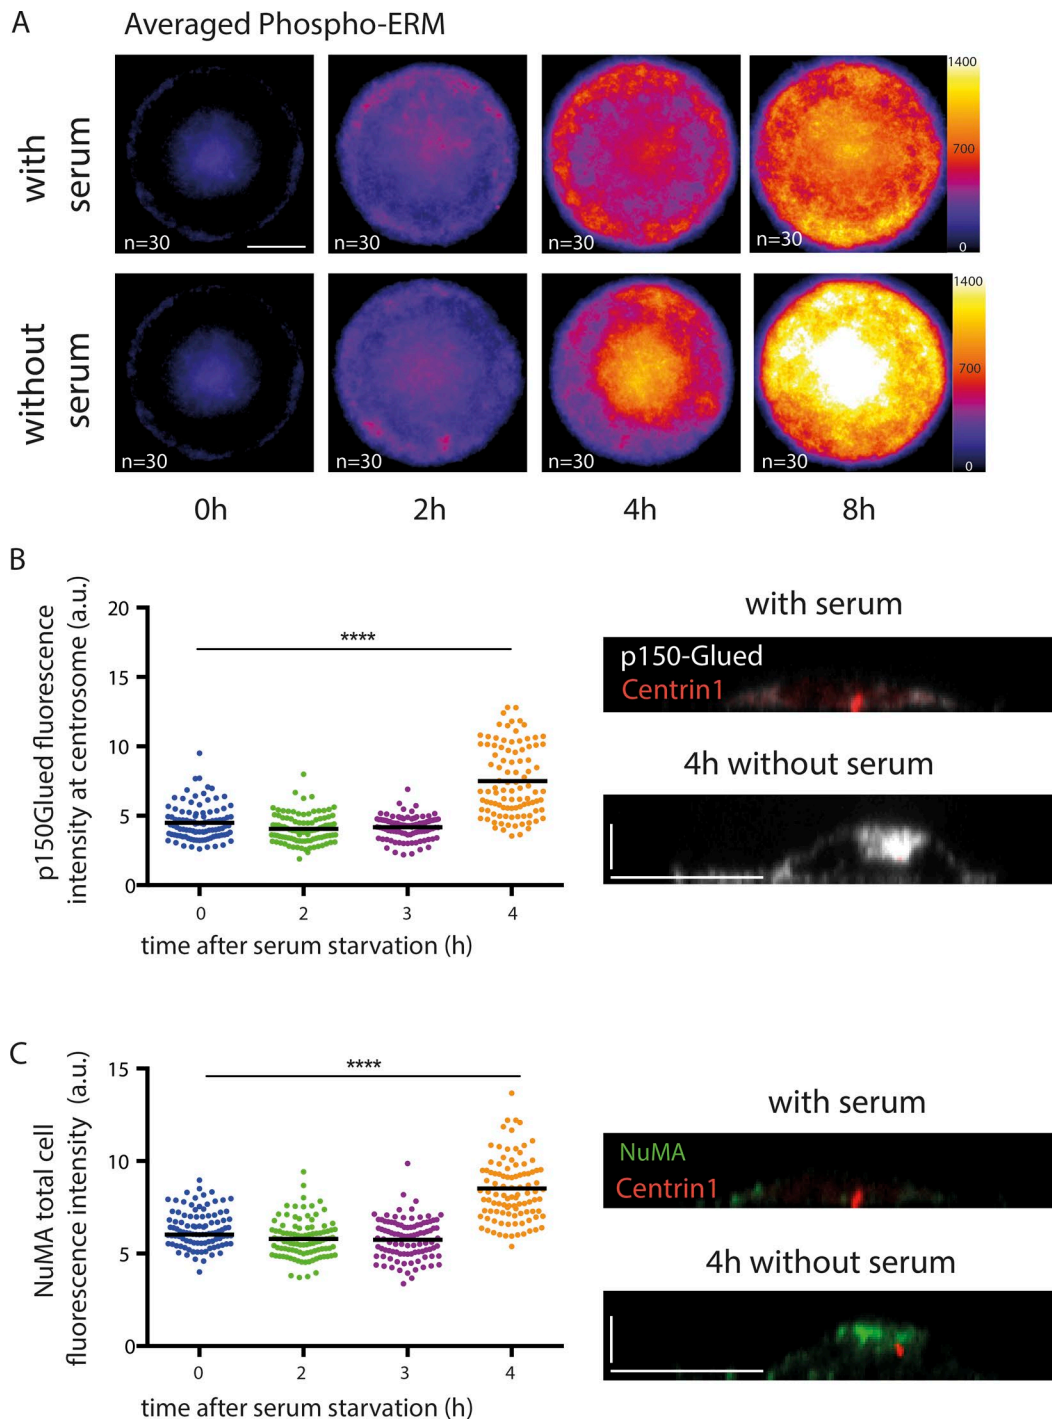 A
Averaged Phospho-ERM
with
serum
n=30
n=30
n=30
n=30
1400
700
0
without
serum
n=30
n=30
n=30
n=30
1400
700
0
0h
2h
4h
8h
B
p150Glued fluorescence
intensity at centrosome (a.u.)
20
15
10
5
0
****
0
2
3
4
time after serum starvation (h)
with serum
p150-Glued
Centrin1
4h without serum
C
NuMA total cell
fluorescence intensity (a.u.)
15
10
5
0
****
0
2
3
4
time after serum starvation (h)
with serum
NuMA
Centrin1
4h without serum